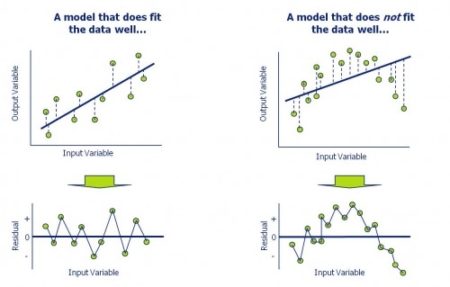 A model that does fit
the data well...
Output Variable
Input Variable
+
0
-
Residual
Input Variable
A model that does not fit
the data well...
Output Variable
Input Variable
+
0
-
Residual
Input Variable